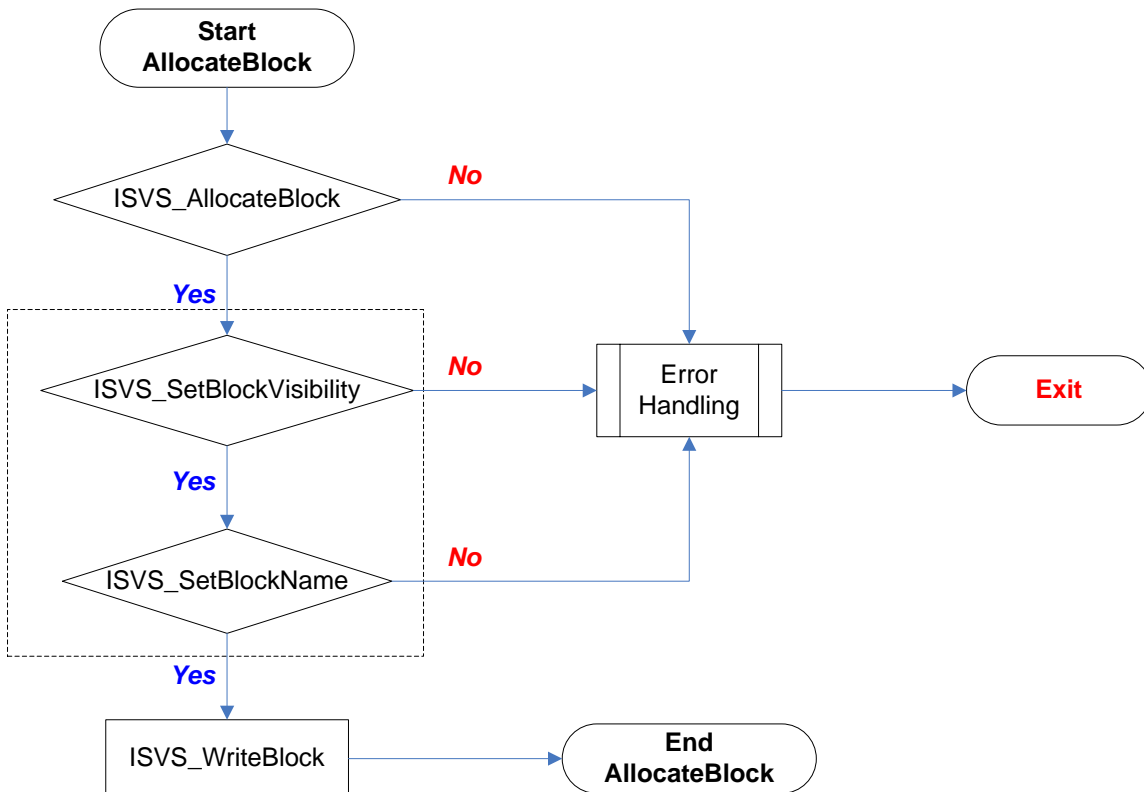 Start
AllocateBlock
ISVS_AllocateBlock
No
Yes
ISVS_SetBlockVisibility
No
Error
Handling
Exit
Yes
ISVS_SetBlockName
No
Yes
ISVS_WriteBlock
End
AllocateBlock